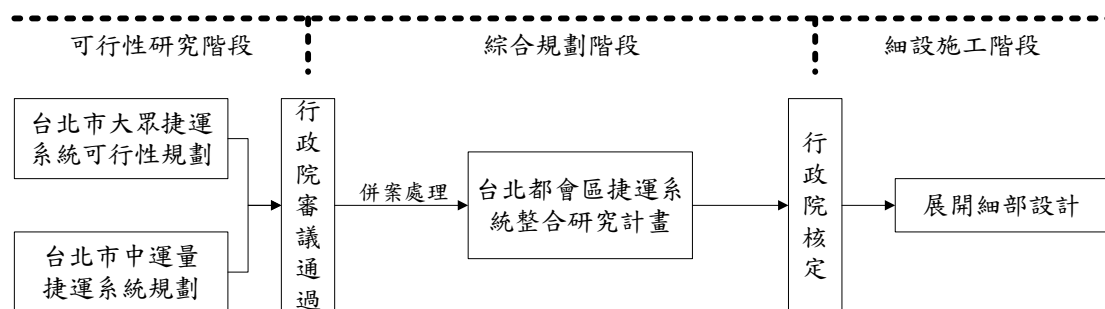 可行性研究階段
綜合規劃階段
細設施工階段
台北市大眾捷運
系統可行性規劃
台北市中運量
捷運系統規劃
行
政
院
審
議
通
過
併案處理
台北都會區捷運系
統整合研究計畫
行
政
院
核
定
展開細部設計